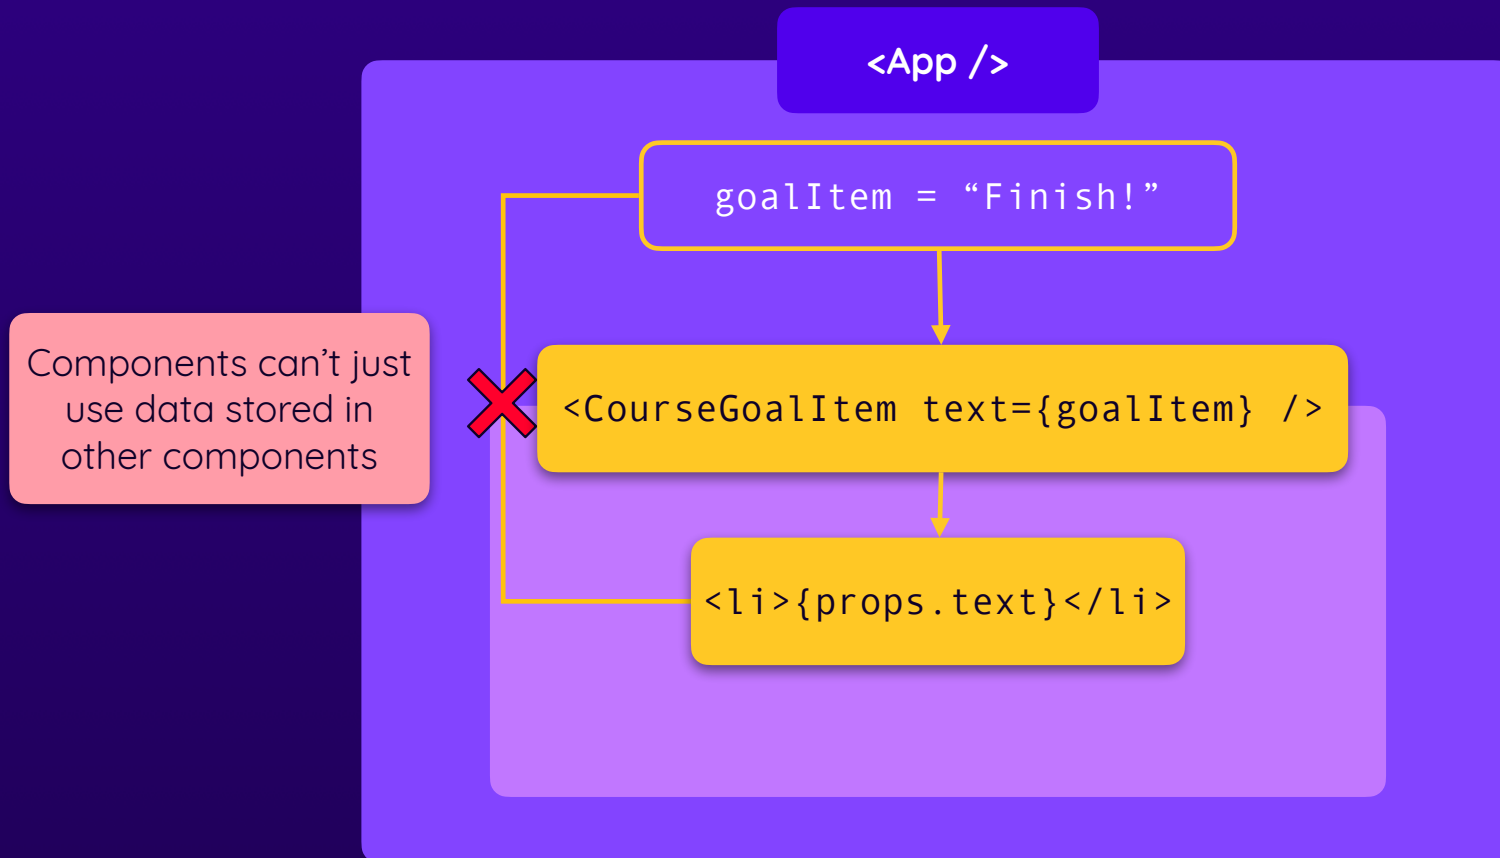 <App />
goalItem = “Finish!”
Components can’t just
use data stored in
other components
<CourseGoalItem text={goalItem} />
<li>{props.text}</li>